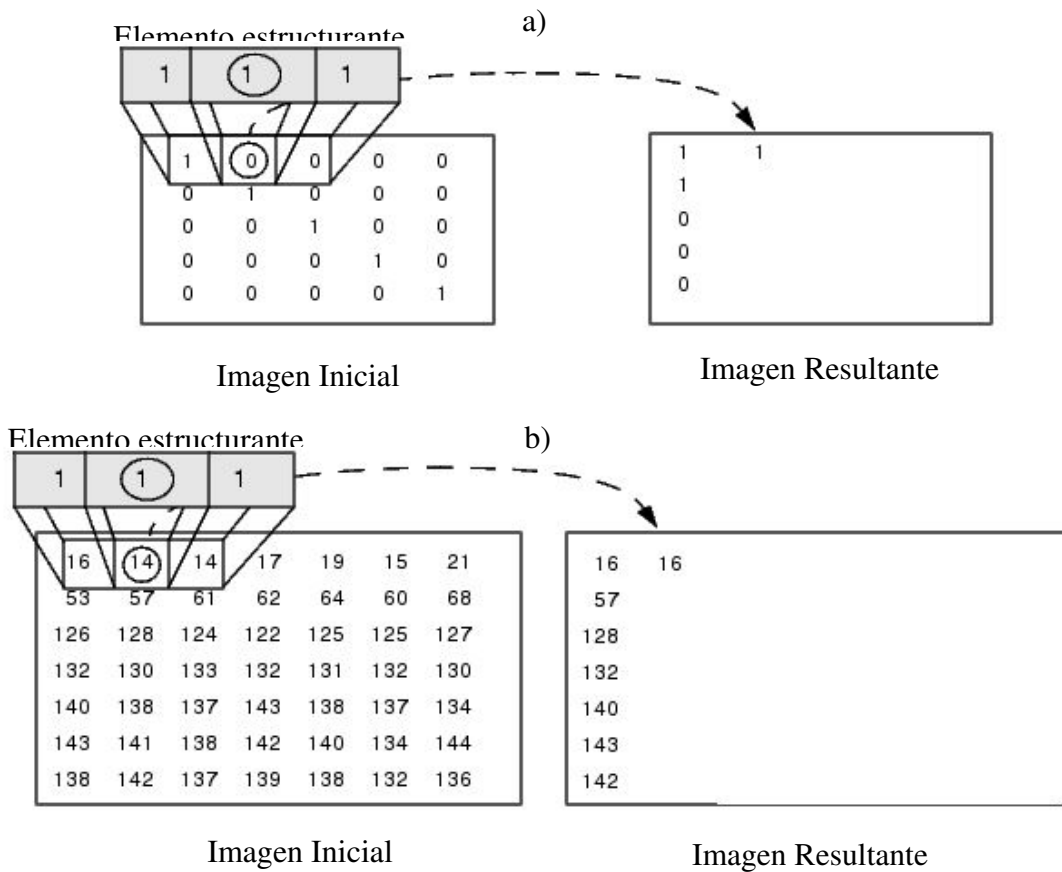 a)
Elemento estructurante
1 1 1
1 0 0 0 0
0 1 0 0 0
0 0 1 0 0
0 0 0 1 0
0 0 0 0 1
1 1
1
0
0
0
Imagen Inicial
Imagen Resultante
b)
Elemento estructurante
1 1 1
16 14 14 17 19 15 21
53 57 61 62 64 60 68
126 128 124 122 125 125 127
132 130 133 132 131 132 130
140 138 137 143 138 137 134
143 141 138 142 140 134 144
138 142 137 139 138 132 136
16 16
57
128
132
140
143
142
Imagen Inicial
Imagen Resultante